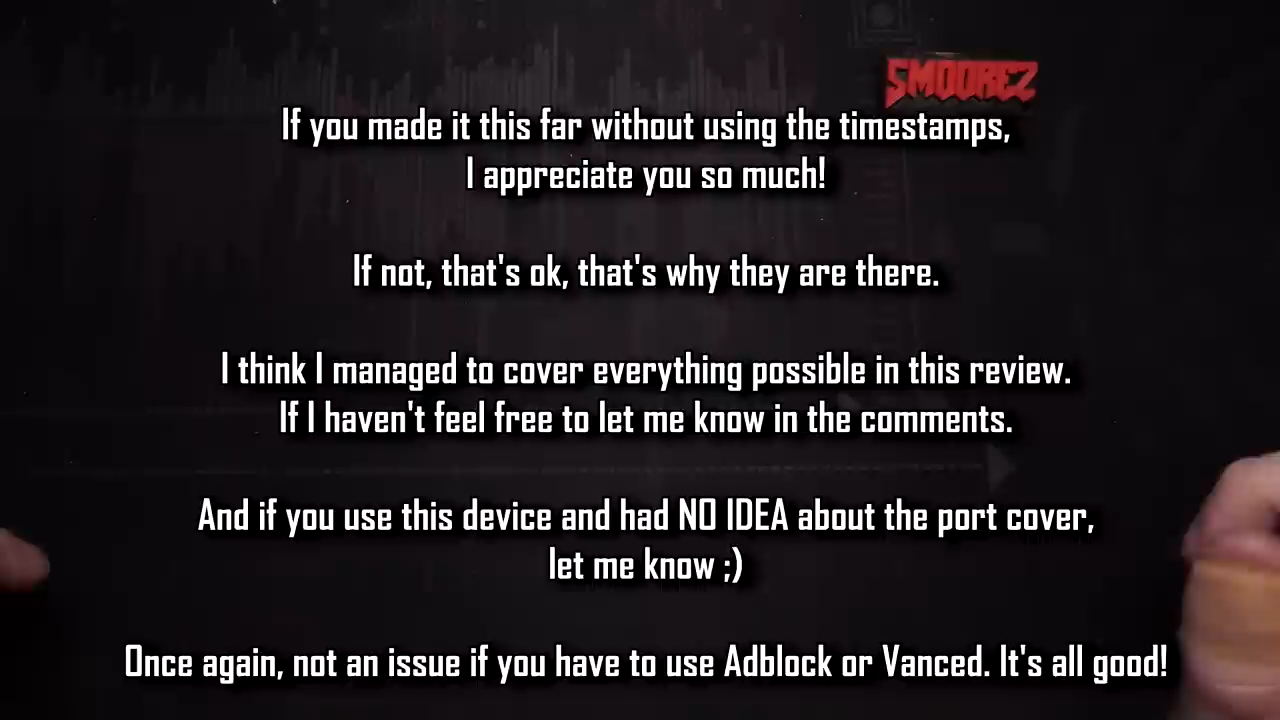 SMOOREZ
If you made it this far without using the timestamps,
I appreciate you so much!
If not, that's ok, that's why they are there.
I think I managed to cover everything possible in this review.
If I haven't feel free to let me know in the comments.
And if you use this device and had NO IDEA about the port cover,
let me know ;)
Once again, not an issue if you have to use Adblock or Vanced. It's all good!